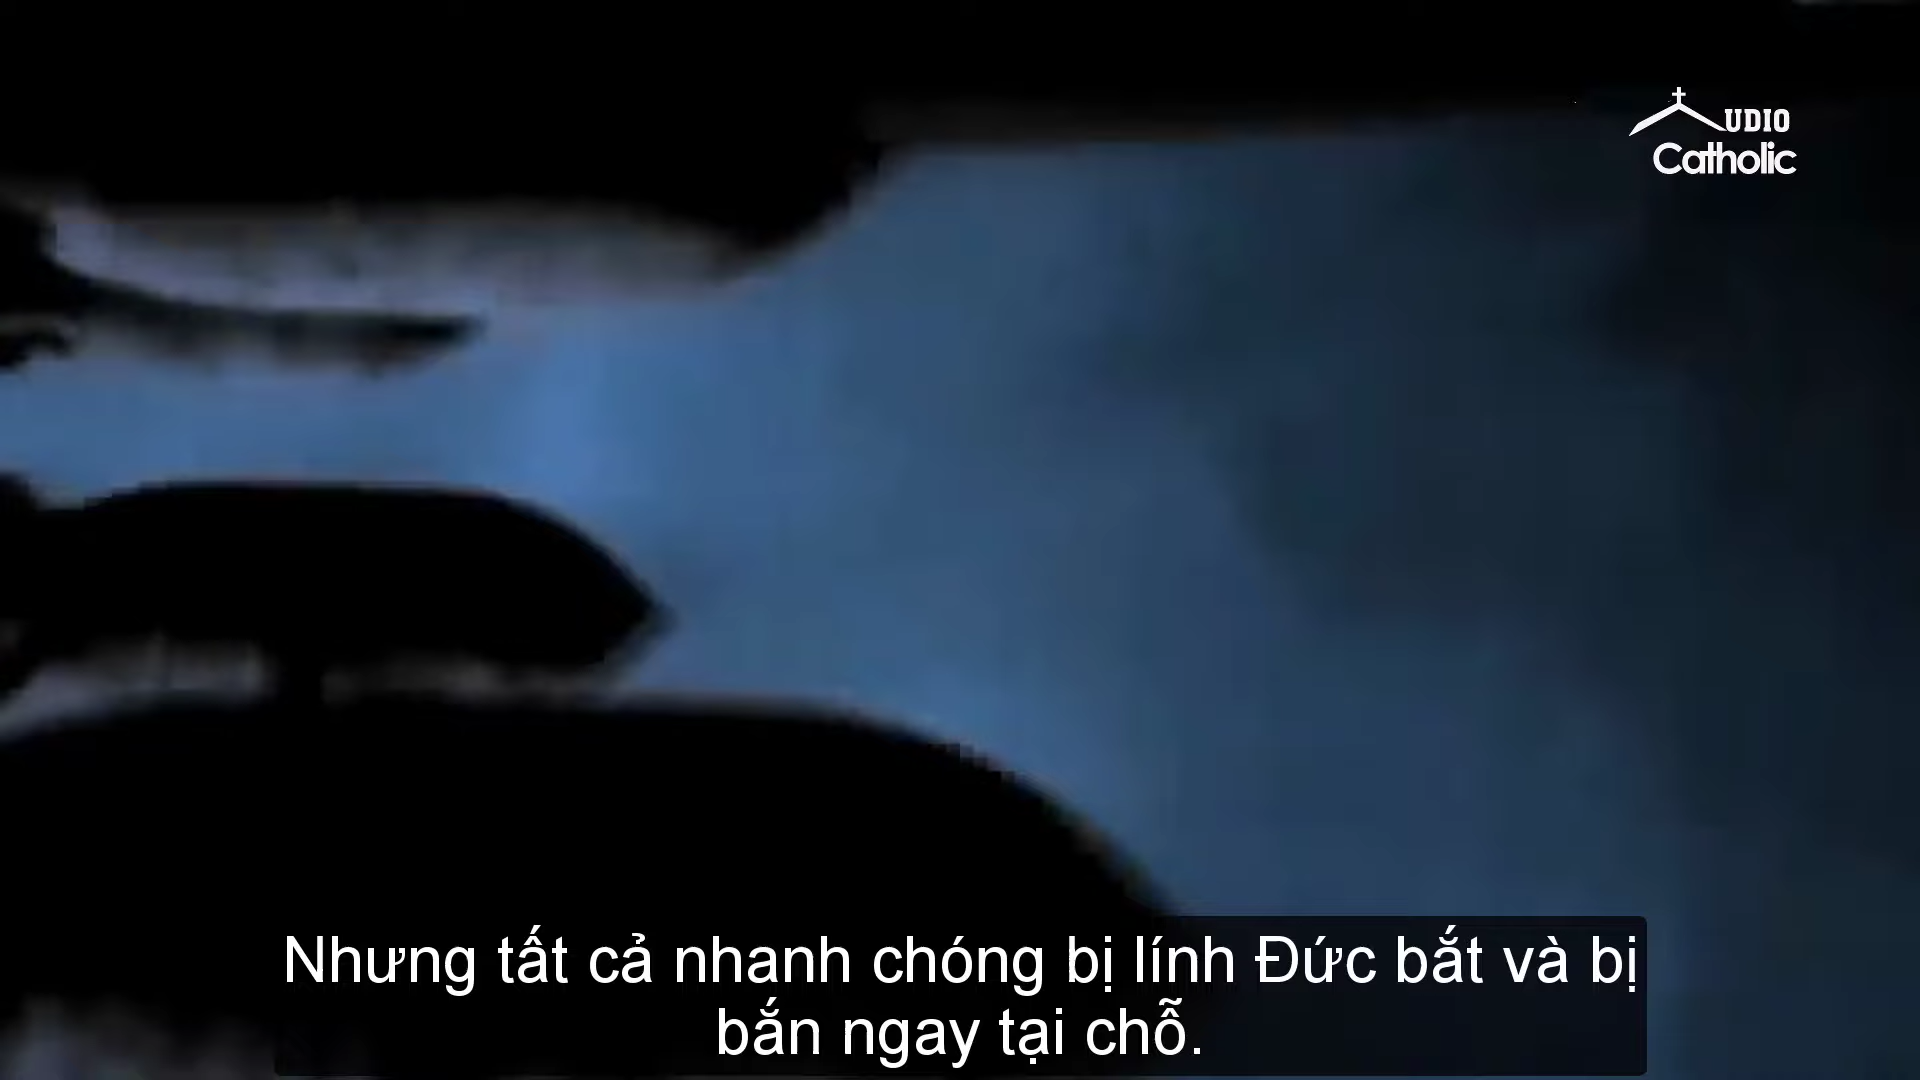 UDIO
Catholic
Nhưng tất cả nhanh chóng bị lính Đức bắt và bị
bắn ngay tại chỗ.